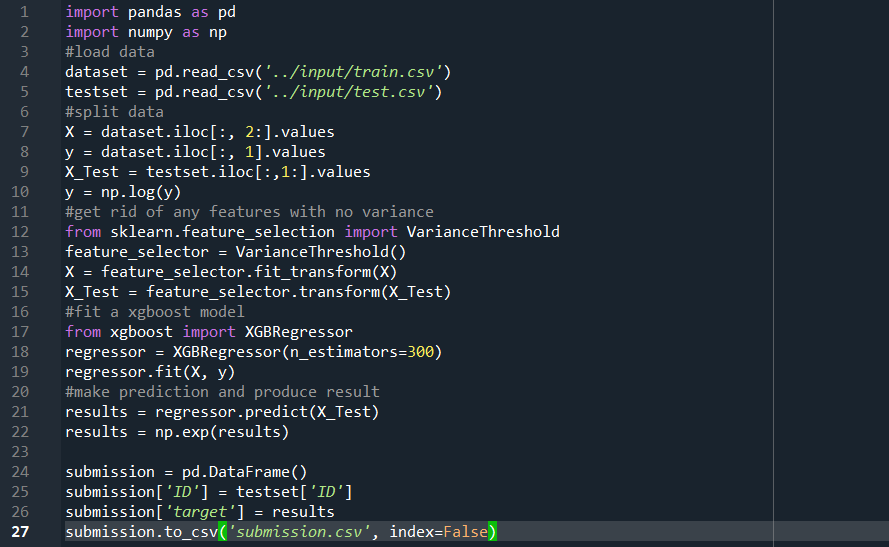 1 import pandas as pd
2 import numpy as np
3 #load data
4 dataset = pd.read_csv('../input/train.csv')
5 testset = pd.read_csv('../input/test.csv')
6 #split data
7 X = dataset.iloc[:, 2:].values
8 y = dataset.iloc[:, 1].values
9 X_Test = testset.iloc[:,1:].values
10 y = np.log(y)
11 #get rid of any features with no variance
12 from sklearn.feature_selection import VarianceThreshold
13 feature_selector = VarianceThreshold()
14 X = feature_selector.fit_transform(X)
15 X_Test = feature_selector.transform(X_Test)
16 #fit a xgboost model
17 from xgboost import XGBRegressor
18 regressor = XGBRegressor(n_estimators=300)
19 regressor.fit(X, y)
20 #make prediction and produce result
21 results = regressor.predict(X_Test)
22 results = np.exp(results)
23
24 submission = pd.DataFrame()
25 submission['ID'] = testset['ID']
26 submission['target'] = results
27 submission.to_csv('submission.csv', index=False)